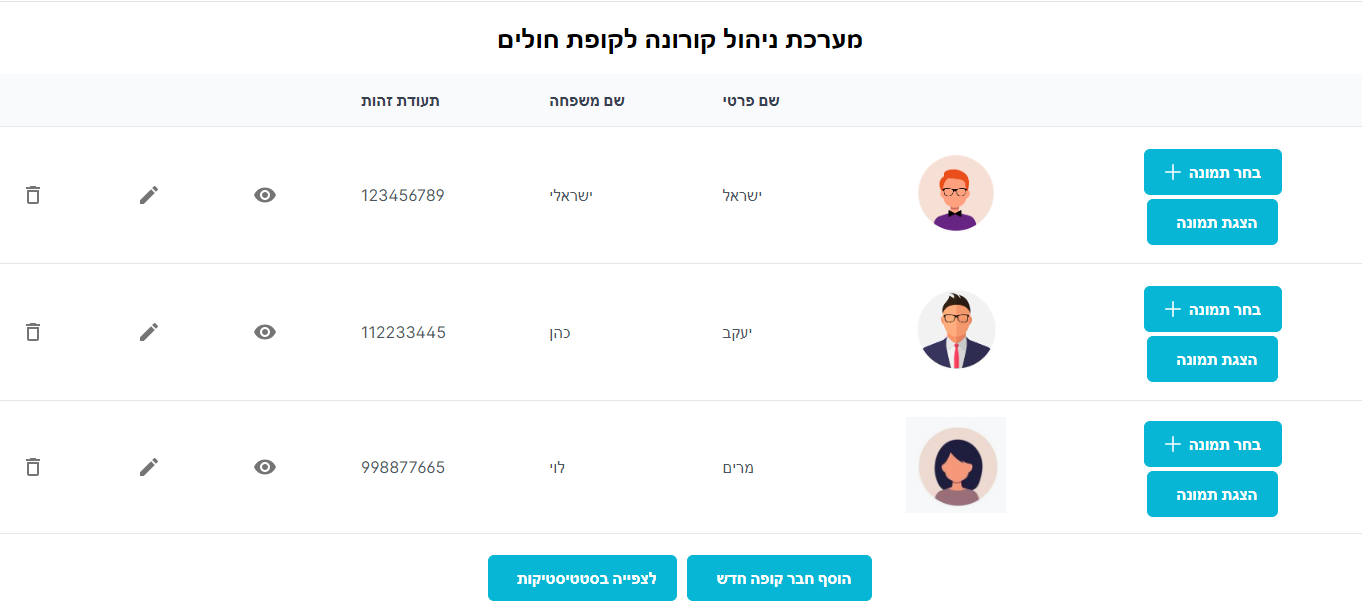 מערכת ניהול קורונה לקופת חולים
שם פרטי שם משפחה תעודת זהות
בחר תמונה +
הצגת תמונה
ישראל ישראלי 123456789
בחר תמונה +
הצגת תמונה
יעקב כהן 112233445
בחר תמונה +
הצגת תמונה
מרים לוי 998877665
הוסף חבר קופה חדש לצפייה בסטטיסטיקות